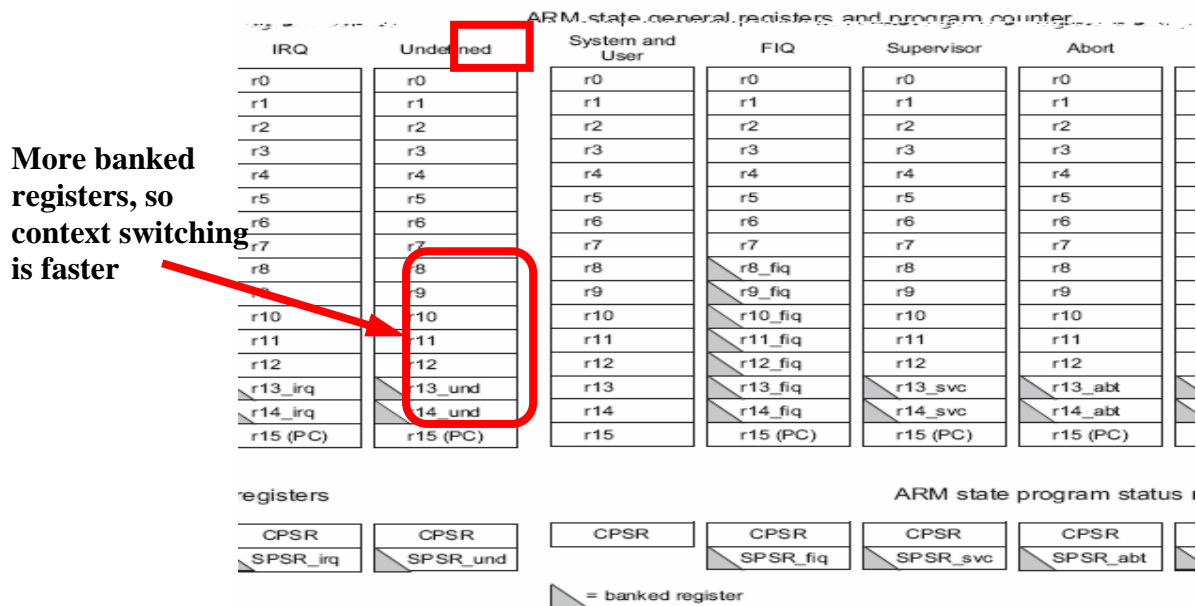 ARM state general registers and program counter
IRQ Undefined System and User FIQ Supervisor Abort
r0 r0 r0 r0 r0 r0
r1 r1 r1 r1 r1 r1
r2 r2 r2 r2 r2 r2
More banked
registers, so
context switching
is faster
r3 r3 r3 r3 r3 r3
r4 r4 r4 r4 r4 r4
r5 r5 r5 r5 r5 r5
r6 r6 r6 r6 r6 r6
r7 r7 r7 r7 r7 r7
r8 r8 r8 r8_fiq r8 r8
r9 r9 r9_fiq r9 r9
r10 r10 r10 r10_fiq r10 r10
r11 r11 r11 r11_fiq r11 r11
r12 r12 r12 r12_fiq r12 r12
r13_irq r13_und r13 r13_fiq r13_svc r13_abt
r14_irq r14_und r14 r14_fiq r14_svc r14_abt
r15 (PC) r15 (PC) r15 r15 (PC) r15 (PC) r15 (PC)
registers ARM state program status
CPSR CPSR CPSR CPSR CPSR CPSR
SPSR_irq SPSR_und SPSR_fiq SPSR_svc SPSR_abt
= banked register